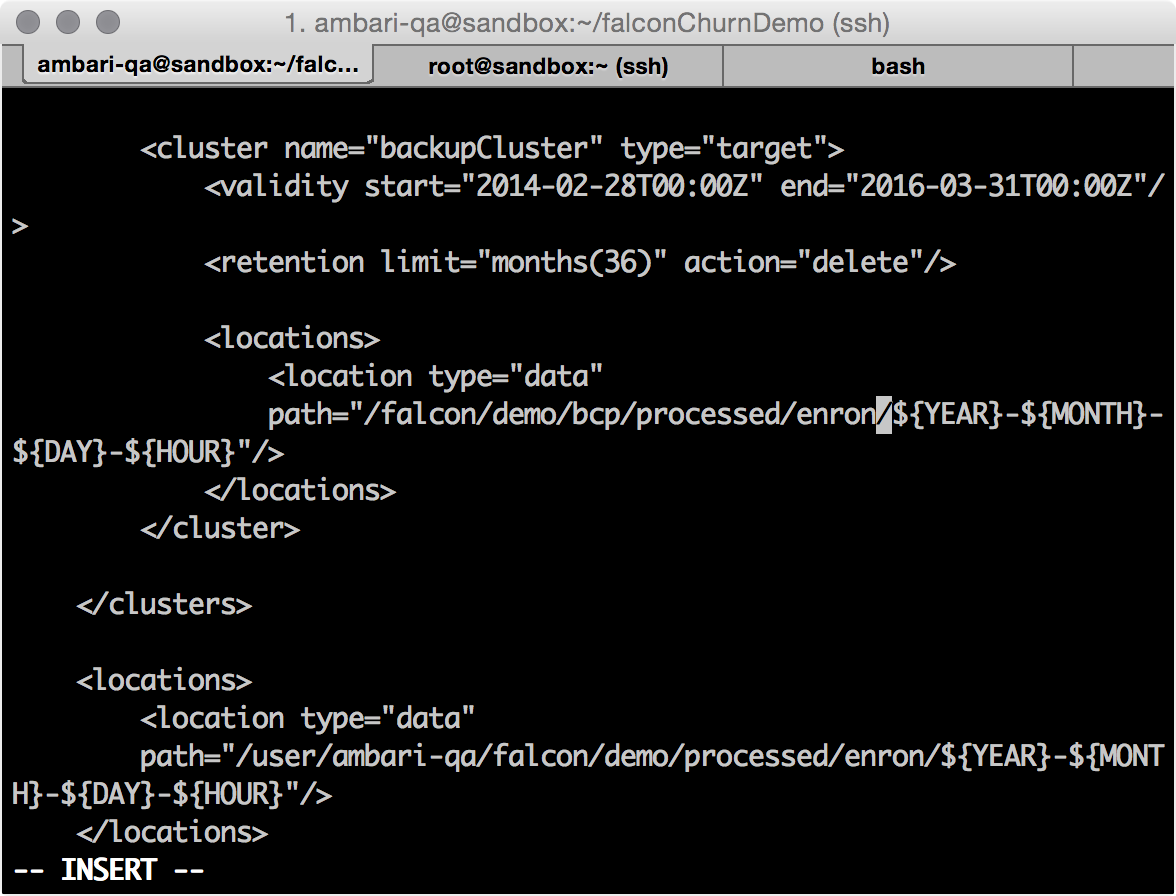 1. ambari-qa@sandbox:~/falconChurnDemo (ssh)
ambari-qa@sandbox:~/falc... root@sandbox:~ (ssh) bash
        <cluster name="backupCluster" type="target">
            <validity start="2014-02-28T00:00Z" end="2016-03-31T00:00Z"/
>
            <retention limit="months(36)" action="delete"/>
            <locations>
                <location type="data"
                path="/falcon/demo/bcp/processed/enron/${YEAR}-${MONTH}-
${DAY}-${HOUR}"/>
            </locations>
        </cluster>
    </clusters>
    <locations>
        <location type="data"
        path="/user/ambari-qa/falcon/demo/processed/enron/${YEAR}-${MONT
H}-${DAY}-${HOUR}"/>
    </locations>
-- INSERT --